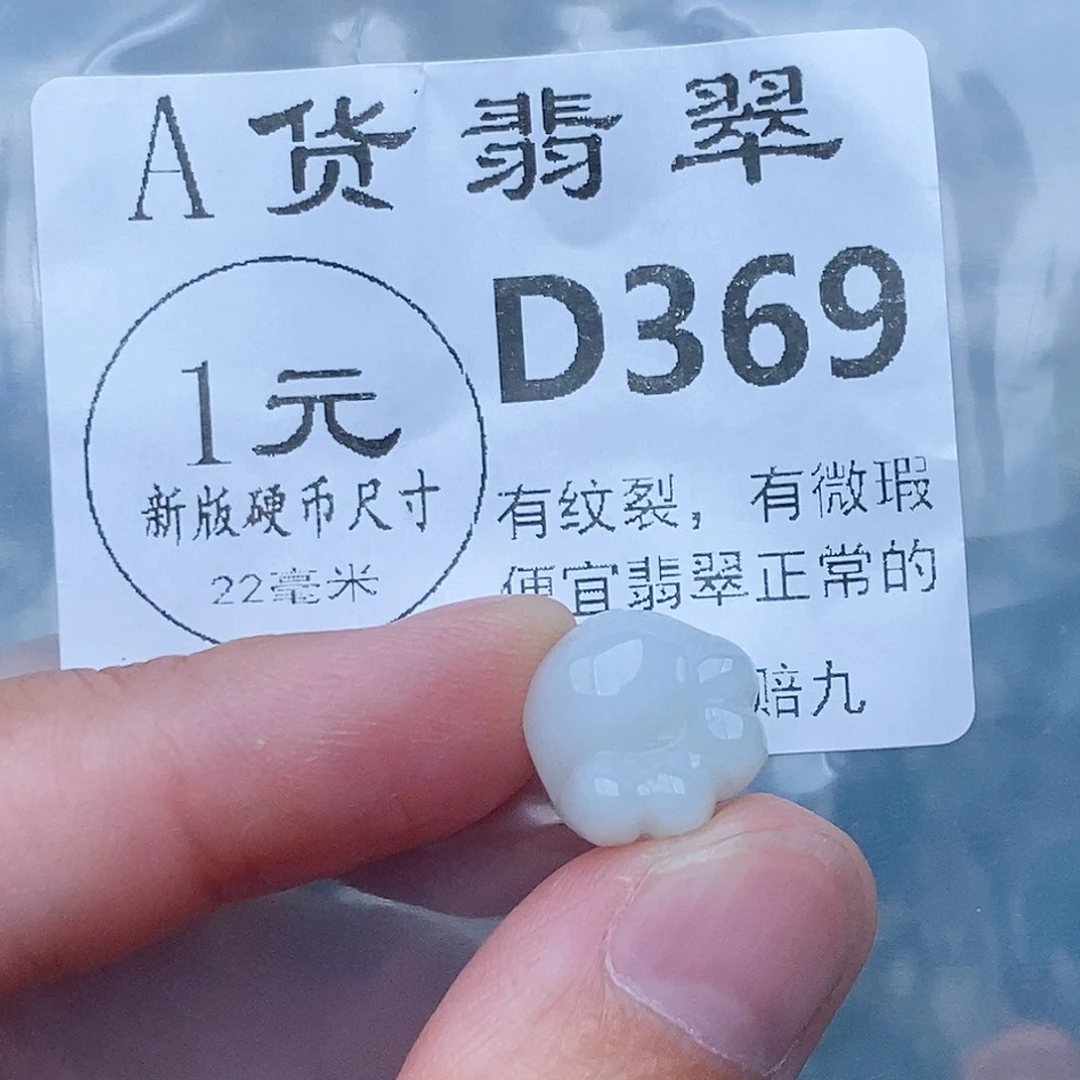 A货翡翠
D369
1元
新版硬币尺寸
22毫米
有纹裂，有微瑕
便宜翡翠正常的
赔九